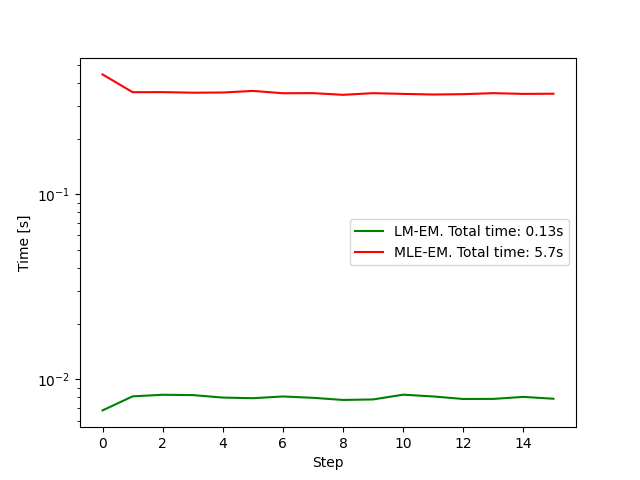 10⁻¹
10⁻²
Time [s]
LM-EM. Total time: 0.13s
MLE-EM. Total time: 5.7s
0 2 4 6 8 10 12 14
Step